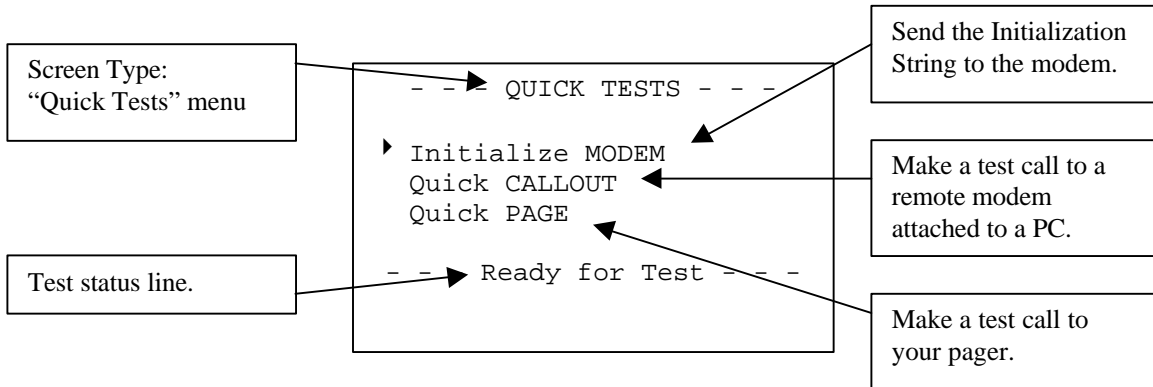 Screen Type:
“Quick Tests” menu
Test status line.
- - - QUICK TESTS - - -
Initialize MODEM
Quick CALLOUT
Quick PAGE
- - - Ready for Test - - -
Send the Initialization
String to the modem.
Make a test call to a
remote modem
attached to a PC.
Make a test call to
your pager.